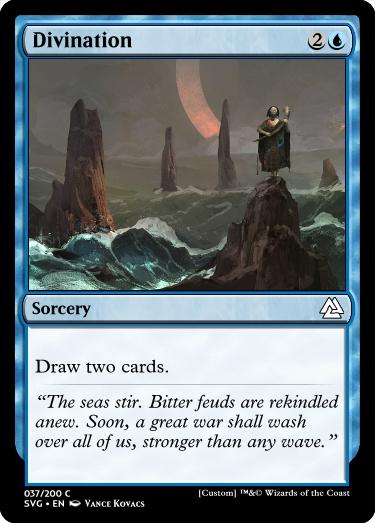 Divination 2
Sorcery
Draw two cards.
“The seas stir. Bitter feuds are rekindled
anew. Soon, a great war shall wash
over all of us, stronger than any wave.”
037/200 C [Custom] ™&© Wizards of the Coast
SVG • EN Vance Kovacs